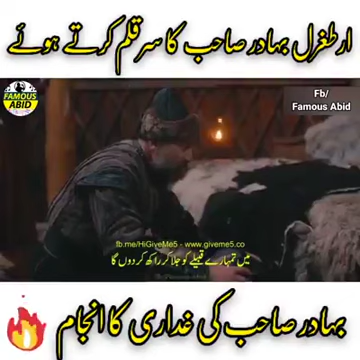 ارطغرل بہادر صاحب کا سر قلم کرتے ہوئے
FAMOUS
ABID
Fb/
Famous Abid
fb.me/HiGiveMe5 - www.giveme5.co
میں تمہارے قبیلے کو جلا کر راکھ کر دوں گا
بہادر صاحب کی غداری کا انجام